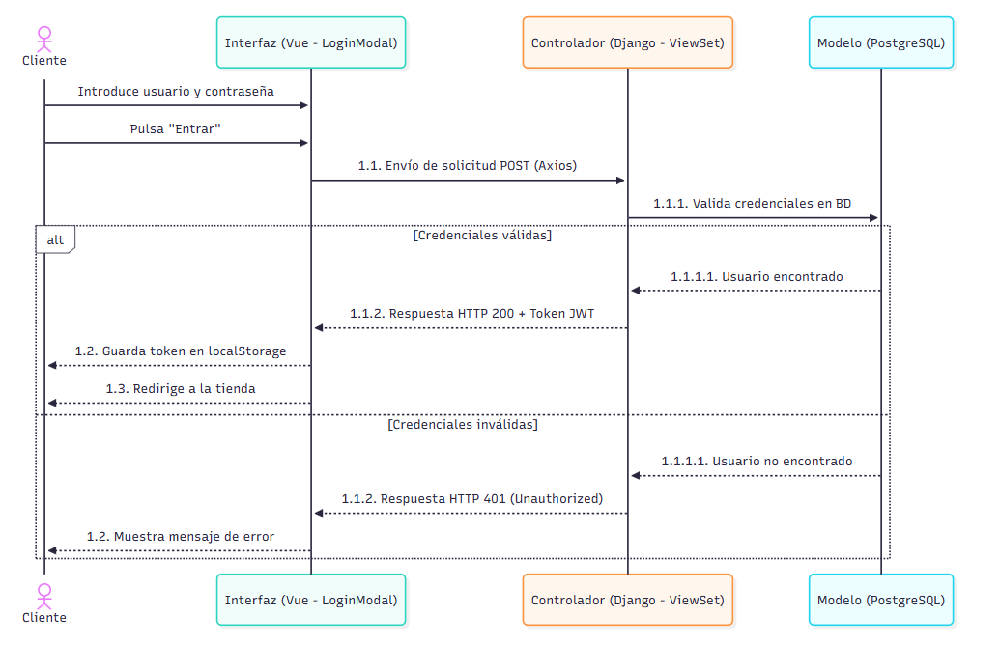 Cliente
Interfaz (Vue - LoginModal)
Controlador (Django - ViewSet)
Modelo (PostgreSQL)
Introduce usuario y contraseña
Pulsa "Entrar"
1.1. Envío de solicitud POST (Axios)
1.1.1. Valida credenciales en BD
alt
[Credenciales válidas]
1.1.1.1. Usuario encontrado
1.1.2. Respuesta HTTP 200 + Token JWT
1.2. Guarda token en localStorage
1.3. Redirige a la tienda
[Credenciales inválidas]
1.1.1.1. Usuario no encontrado
1.1.2. Respuesta HTTP 401 (Unauthorized)
1.2. Muestra mensaje de error
Cliente
Interfaz (Vue - LoginModal)
Controlador (Django - ViewSet)
Modelo (PostgreSQL)